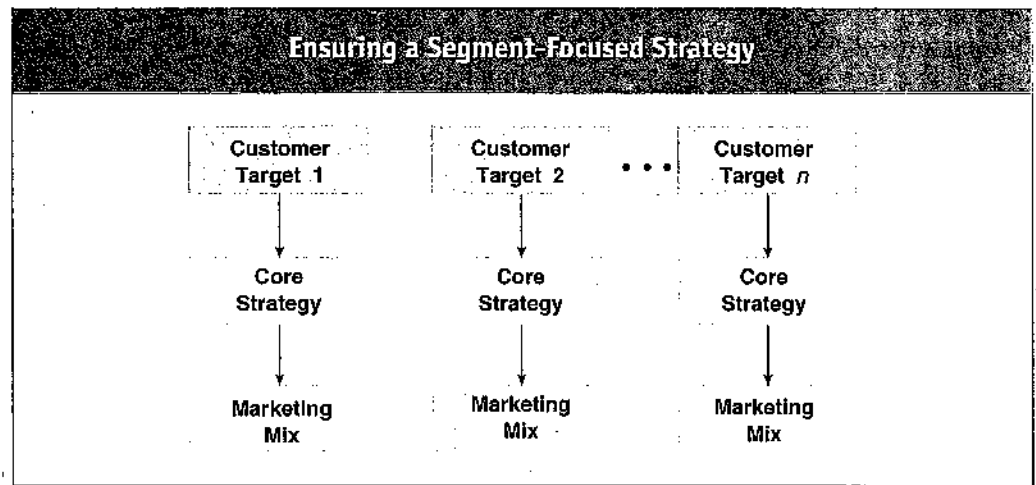 Ensuring a Segment-Focused Strategy
Customer
Target 1
Customer
Target 2
• • •
Customer
Target n
Core
Strategy
Core
Strategy
Core
Strategy
Marketing
Mix
Marketing
Mix
Marketing
Mix